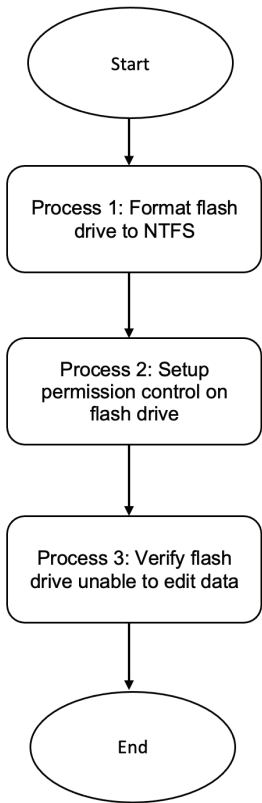 Start
Process 1: Format flash
drive to NTFS
Process 2: Setup
permission control on
flash drive
Process 3: Verify flash
drive unable to edit data
End